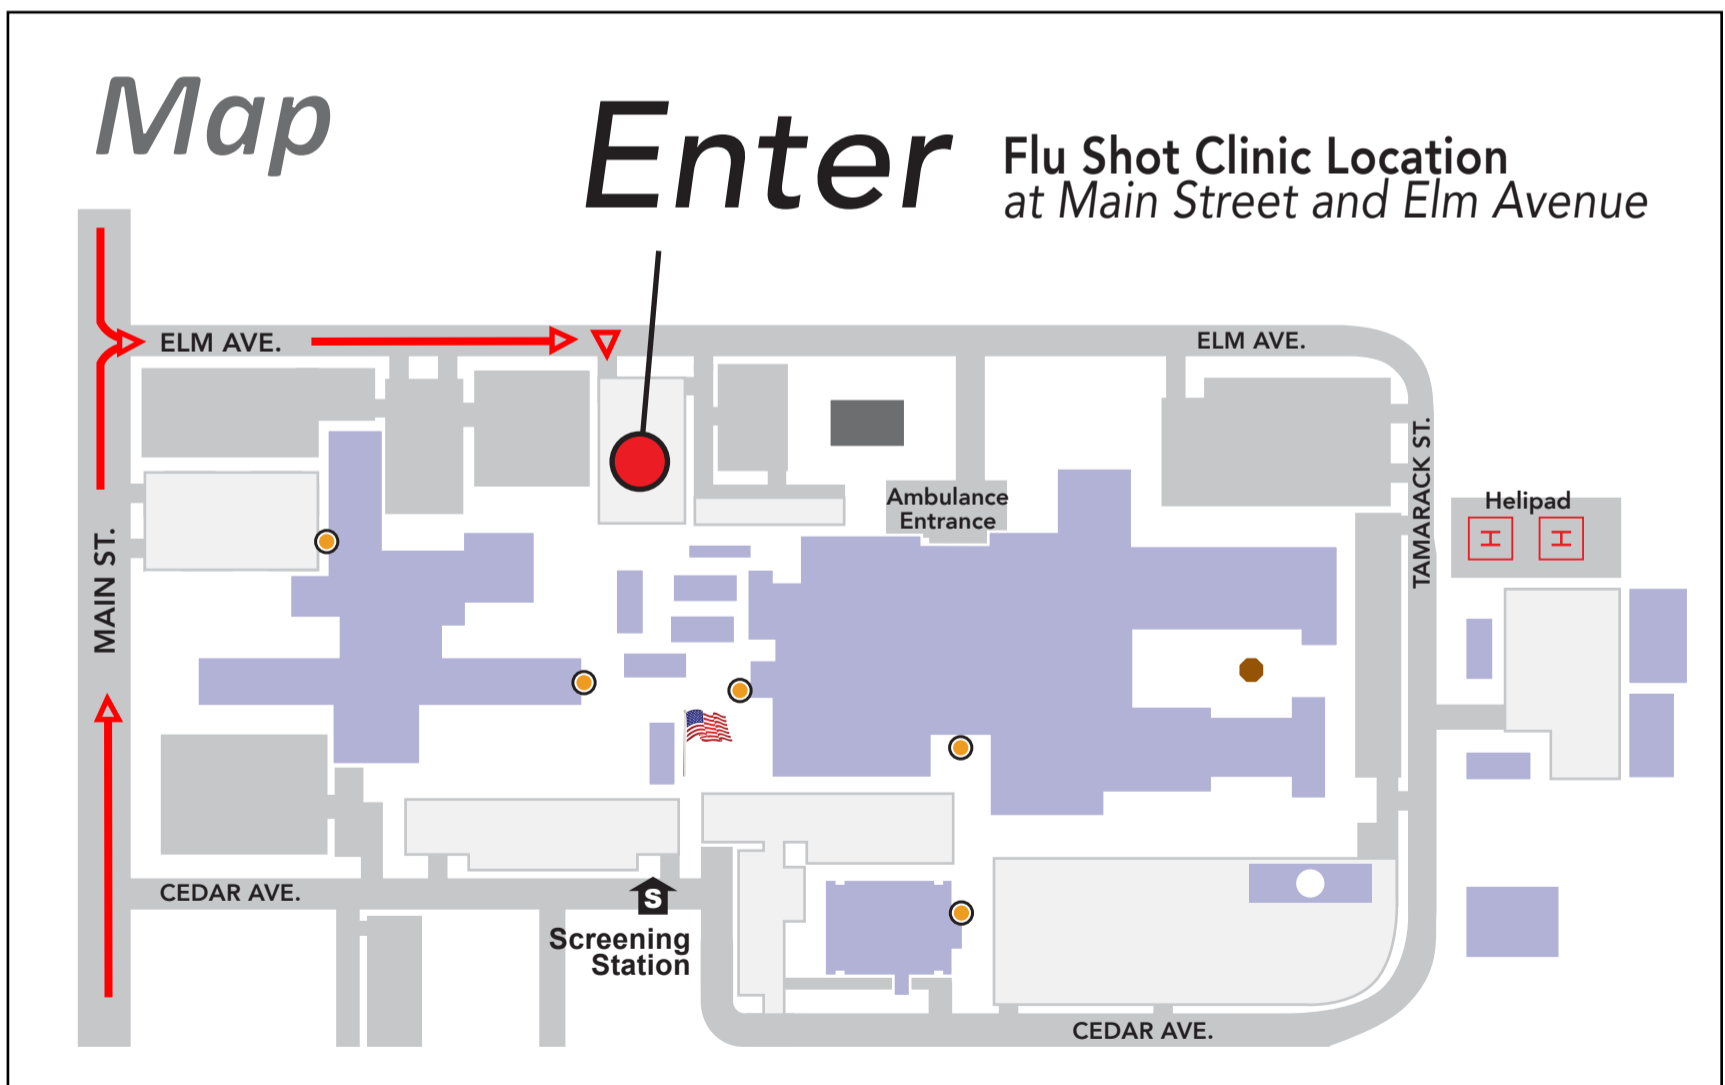 Map
Enter
Flu Shot Clinic Location
at Main Street and Elm Avenue
ELM AVE.
ELM AVE.
Ambulance
Entrance
TAMARACK ST.
Helipad
H
H
MAIN ST.
CEDAR AVE.
S
Screening
Station
CEDAR AVE.